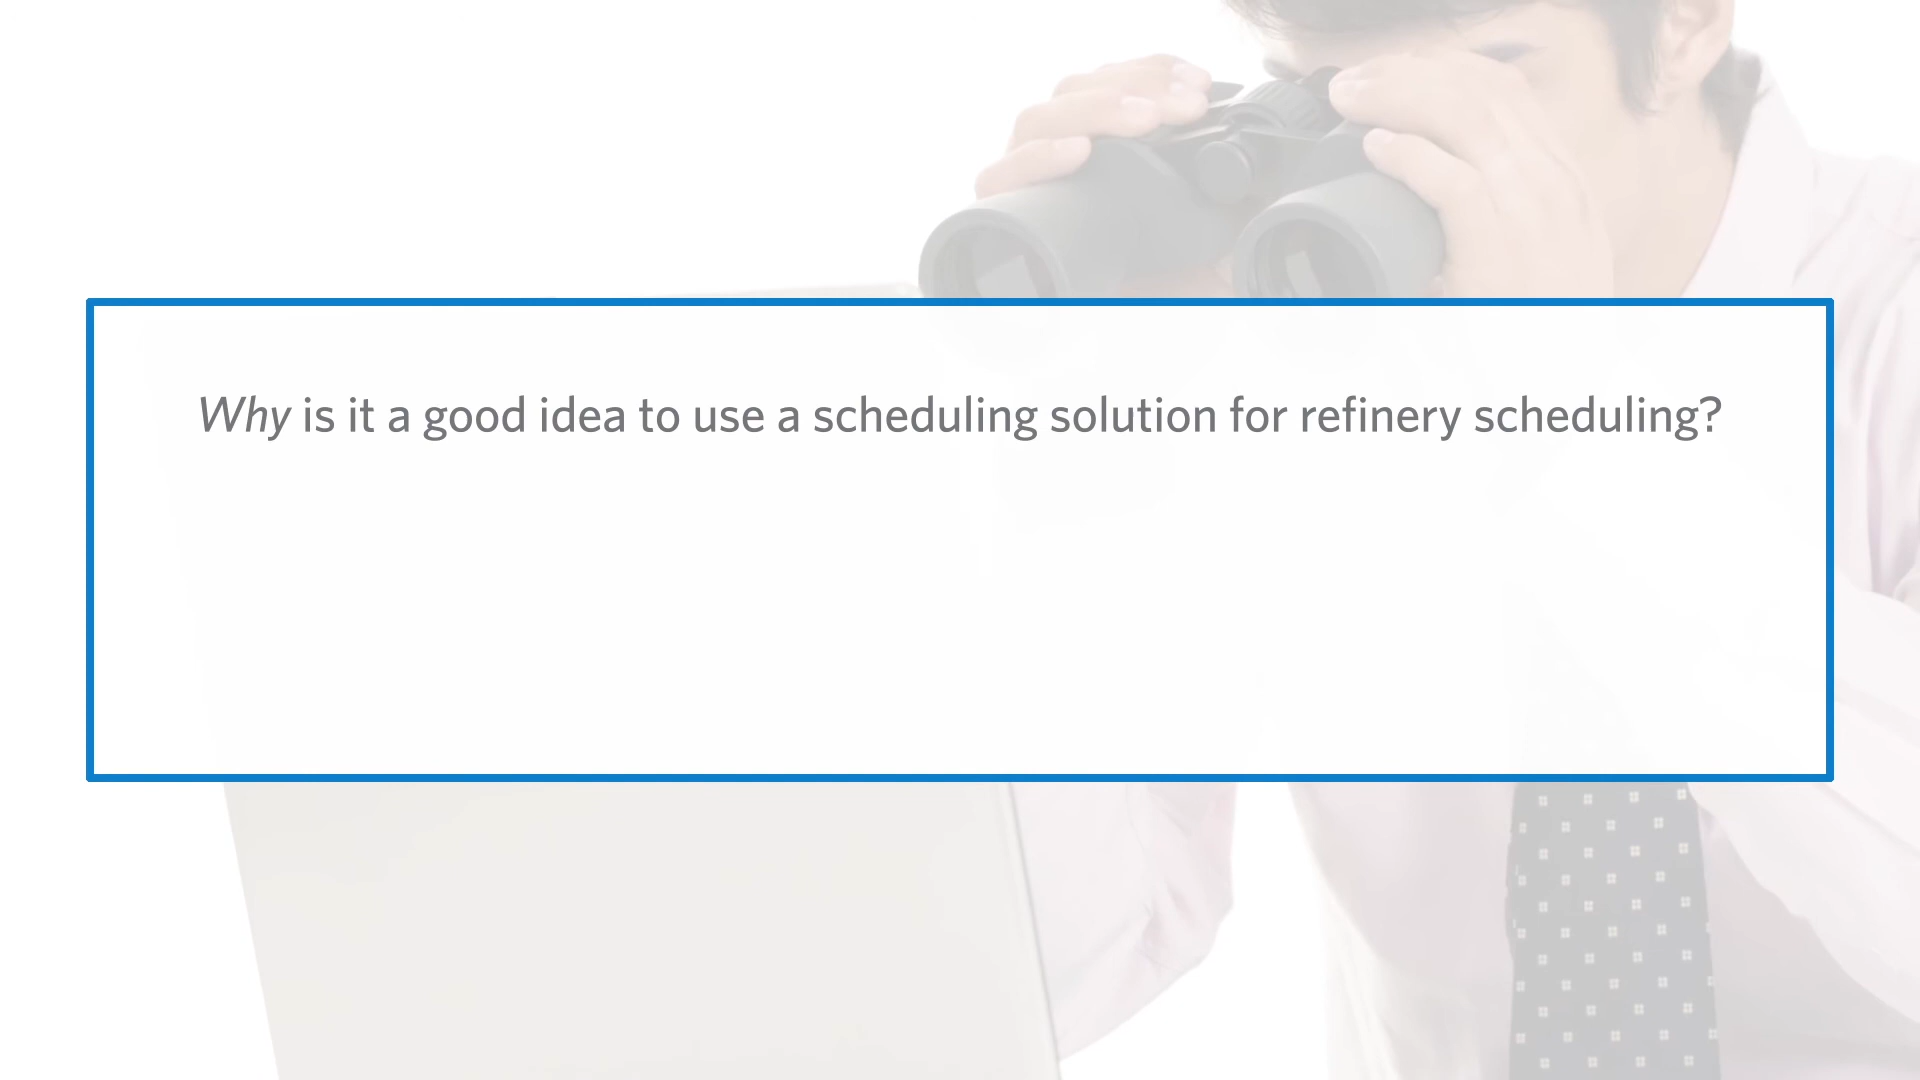 Why is it a good idea to use a scheduling solution for refinery scheduling?